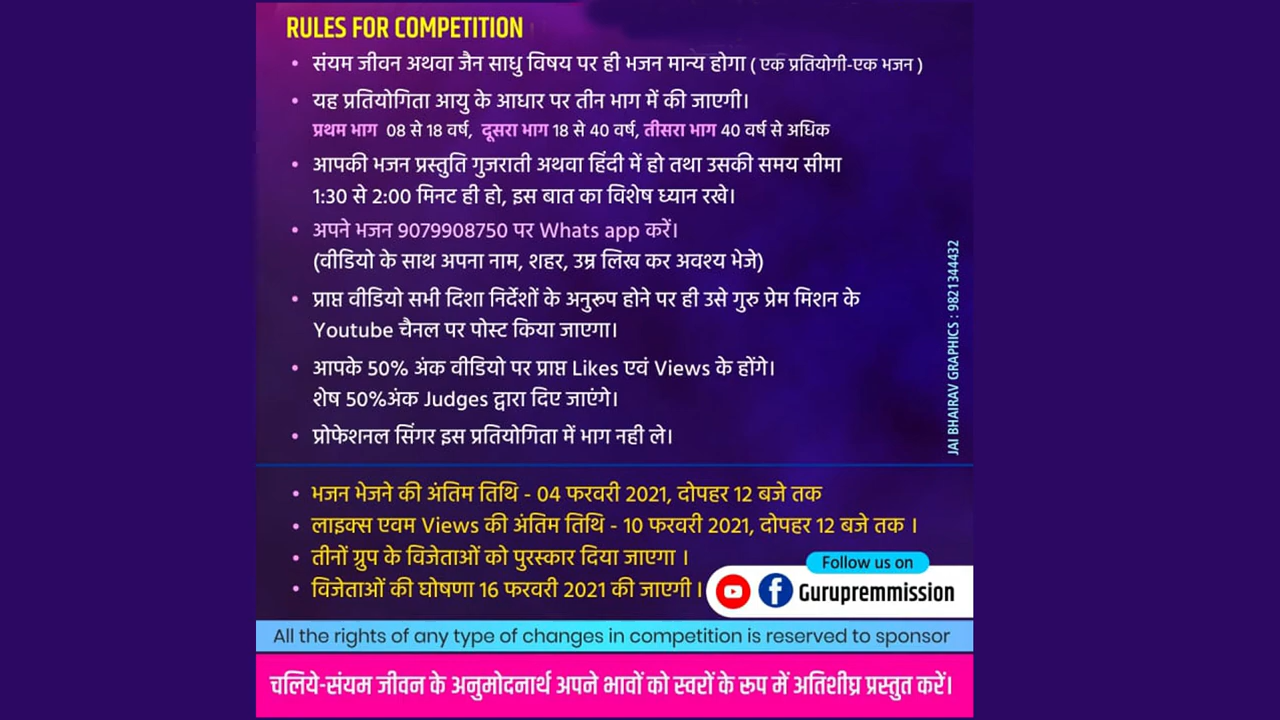 RULES FOR COMPETITION
• संयम जीवन अथवा जैन साधु विषय पर ही भजन मान्य होगा ( एक प्रतियोगी-एक भजन )
• यह प्रतियोगिता आयु के आधार पर तीन भाग में की जाएगी।
प्रथम भाग 08 से 18 वर्ष, दूसरा भाग 18 से 40 वर्ष, तीसरा भाग 40 वर्ष से अधिक
• आपकी भजन प्रस्तुति गुजराती अथवा हिंदी में हो तथा उसकी समय सीमा
1:30 से 2:00 मिनट ही हो, इस बात का विशेष ध्यान रखे।
• अपने भजन 9079908750 पर Whats app करें।
(वीडियो के साथ अपना नाम, शहर, उम्र लिख कर अवश्य भेजे)
• प्राप्त वीडियो सभी दिशा निर्देशों के अनुरूप होने पर ही उसे गुरु प्रेम मिशन के
Youtube चैनल पर पोस्ट किया जाएगा।
• आपके 50% अंक वीडियो पर प्राप्त Likes एवं Views के होंगे।
शेष 50%अंक Judges द्वारा दिए जाएंगे।
• प्रोफेशनल सिंगर इस प्रतियोगिता में भाग नही ले।
JAI BHAIRAV GRAPHICS : 9821344432
• भजन भेजने की अंतिम तिथि - 04 फरवरी 2021, दोपहर 12 बजे तक
• लाइक्स एवम Views की अंतिम तिथि - 10 फरवरी 2021, दोपहर 12 बजे तक ।
• तीनों ग्रुप के विजेताओं को पुरस्कार दिया जाएगा ।
• विजेताओं की घोषणा 16 फरवरी 2021 की जाएगी ।
Follow us on
Gurupremmission
All the rights of any type of changes in competition is reserved to sponsor
चलिये-संयम जीवन के अनुमोदनार्थ अपने भावों को स्वरों के रूप में अतिशीघ्र प्रस्तुत करें।